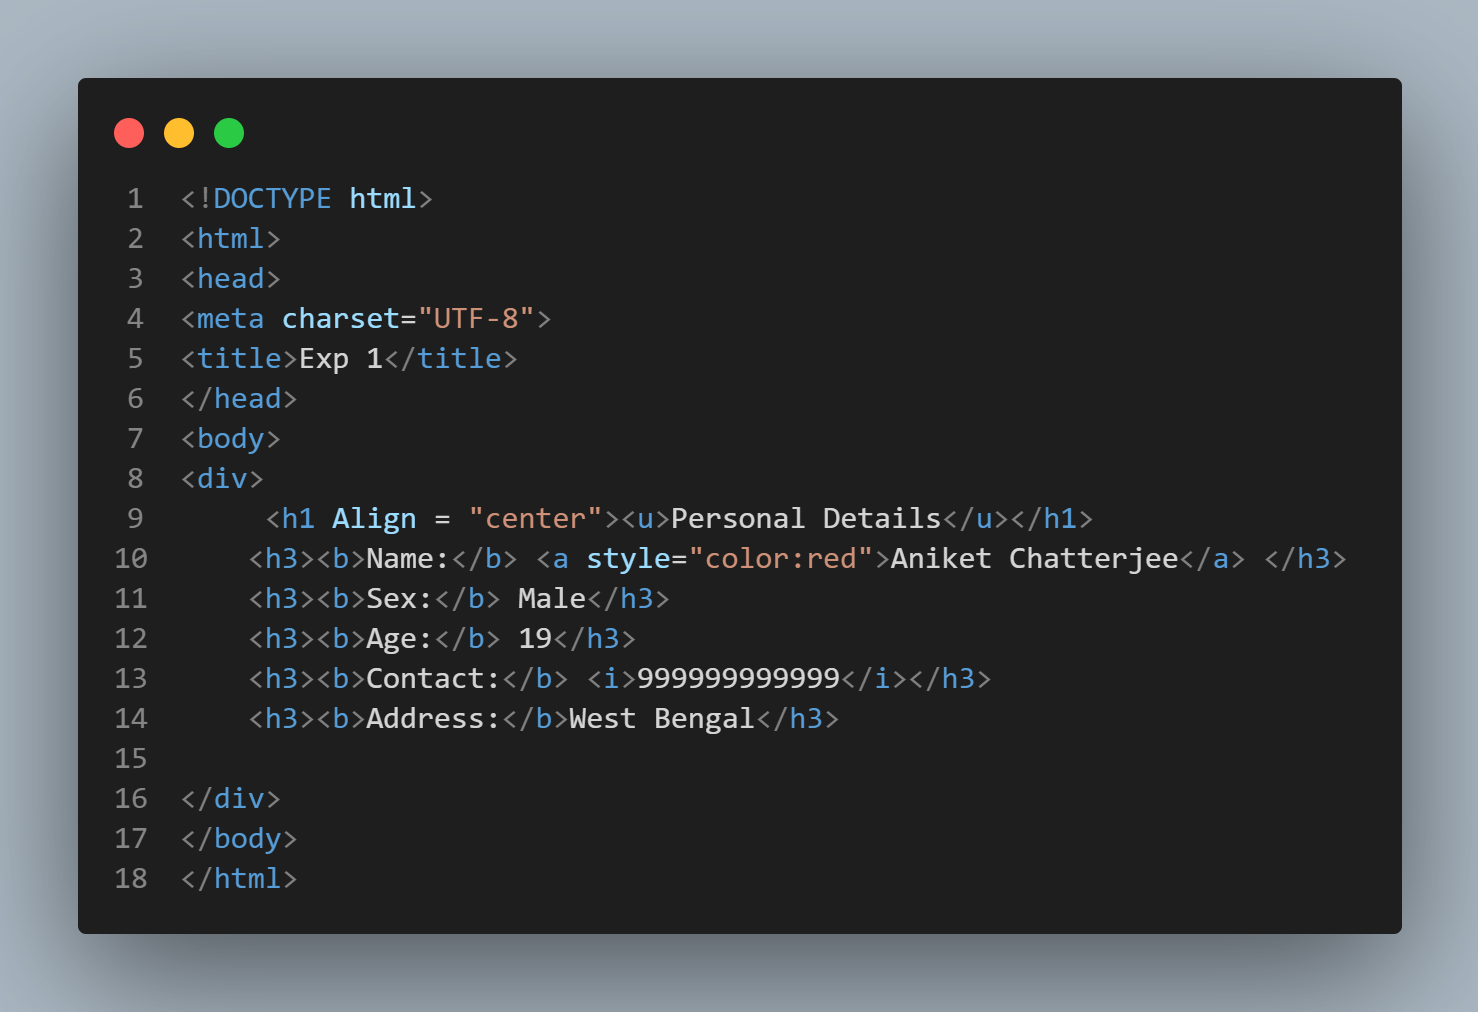 1 <!DOCTYPE html>
2 <html>
3 <head>
4 <meta charset="UTF-8">
5 <title>Exp 1</title>
6 </head>
7 <body>
8 <div>
9      <h1 Align = "center"><u>Personal Details</u></h1>
10     <h3><b>Name:</b> <a style="color:red">Aniket Chatterjee</a> </h3>
11     <h3><b>Sex:</b> Male</h3>
12     <h3><b>Age:</b> 19</h3>
13     <h3><b>Contact:</b> <i>999999999999</i></h3>
14     <h3><b>Address:</b>West Bengal</h3>
15
16 </div>
17 </body>
18 </html>